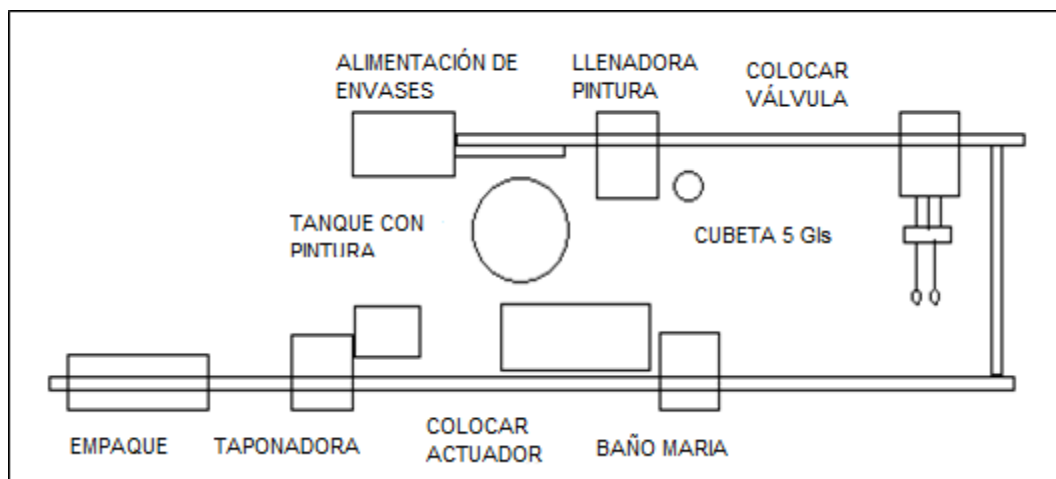 ALIMENTACIÓN DE
ENVASES
LLENADORA
PINTURA
COLOCAR
VÁLVULA
TANQUE CON
PINTURA
CUBETA 5 Gls
EMPAQUE
TAPONADORA
COLOCAR
ACTUADOR
BAÑO MARIA